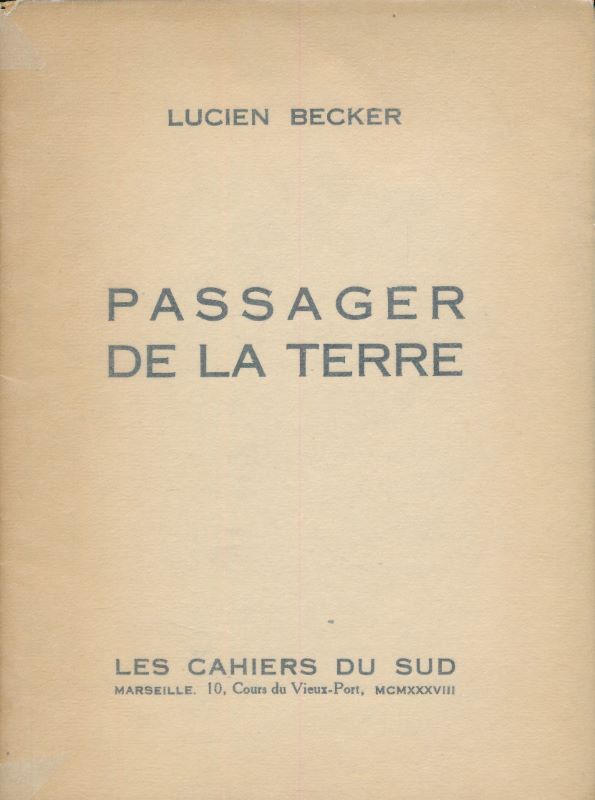 LUCIEN BECKER
PASSAGER
DE LA TERRE
LES CAHIERS DU SUD
MARSEILLE. 10, Cours du Vieux-Port, MCMXXXVIII